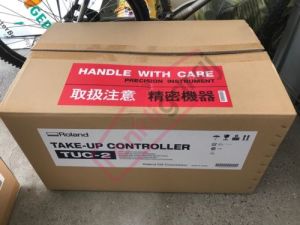 HANDLE WITH CARE
PRECISION INSTRUMENT
取扱注意 精密機器
Roland
TAKE-UP CONTROLLER
TUC-2